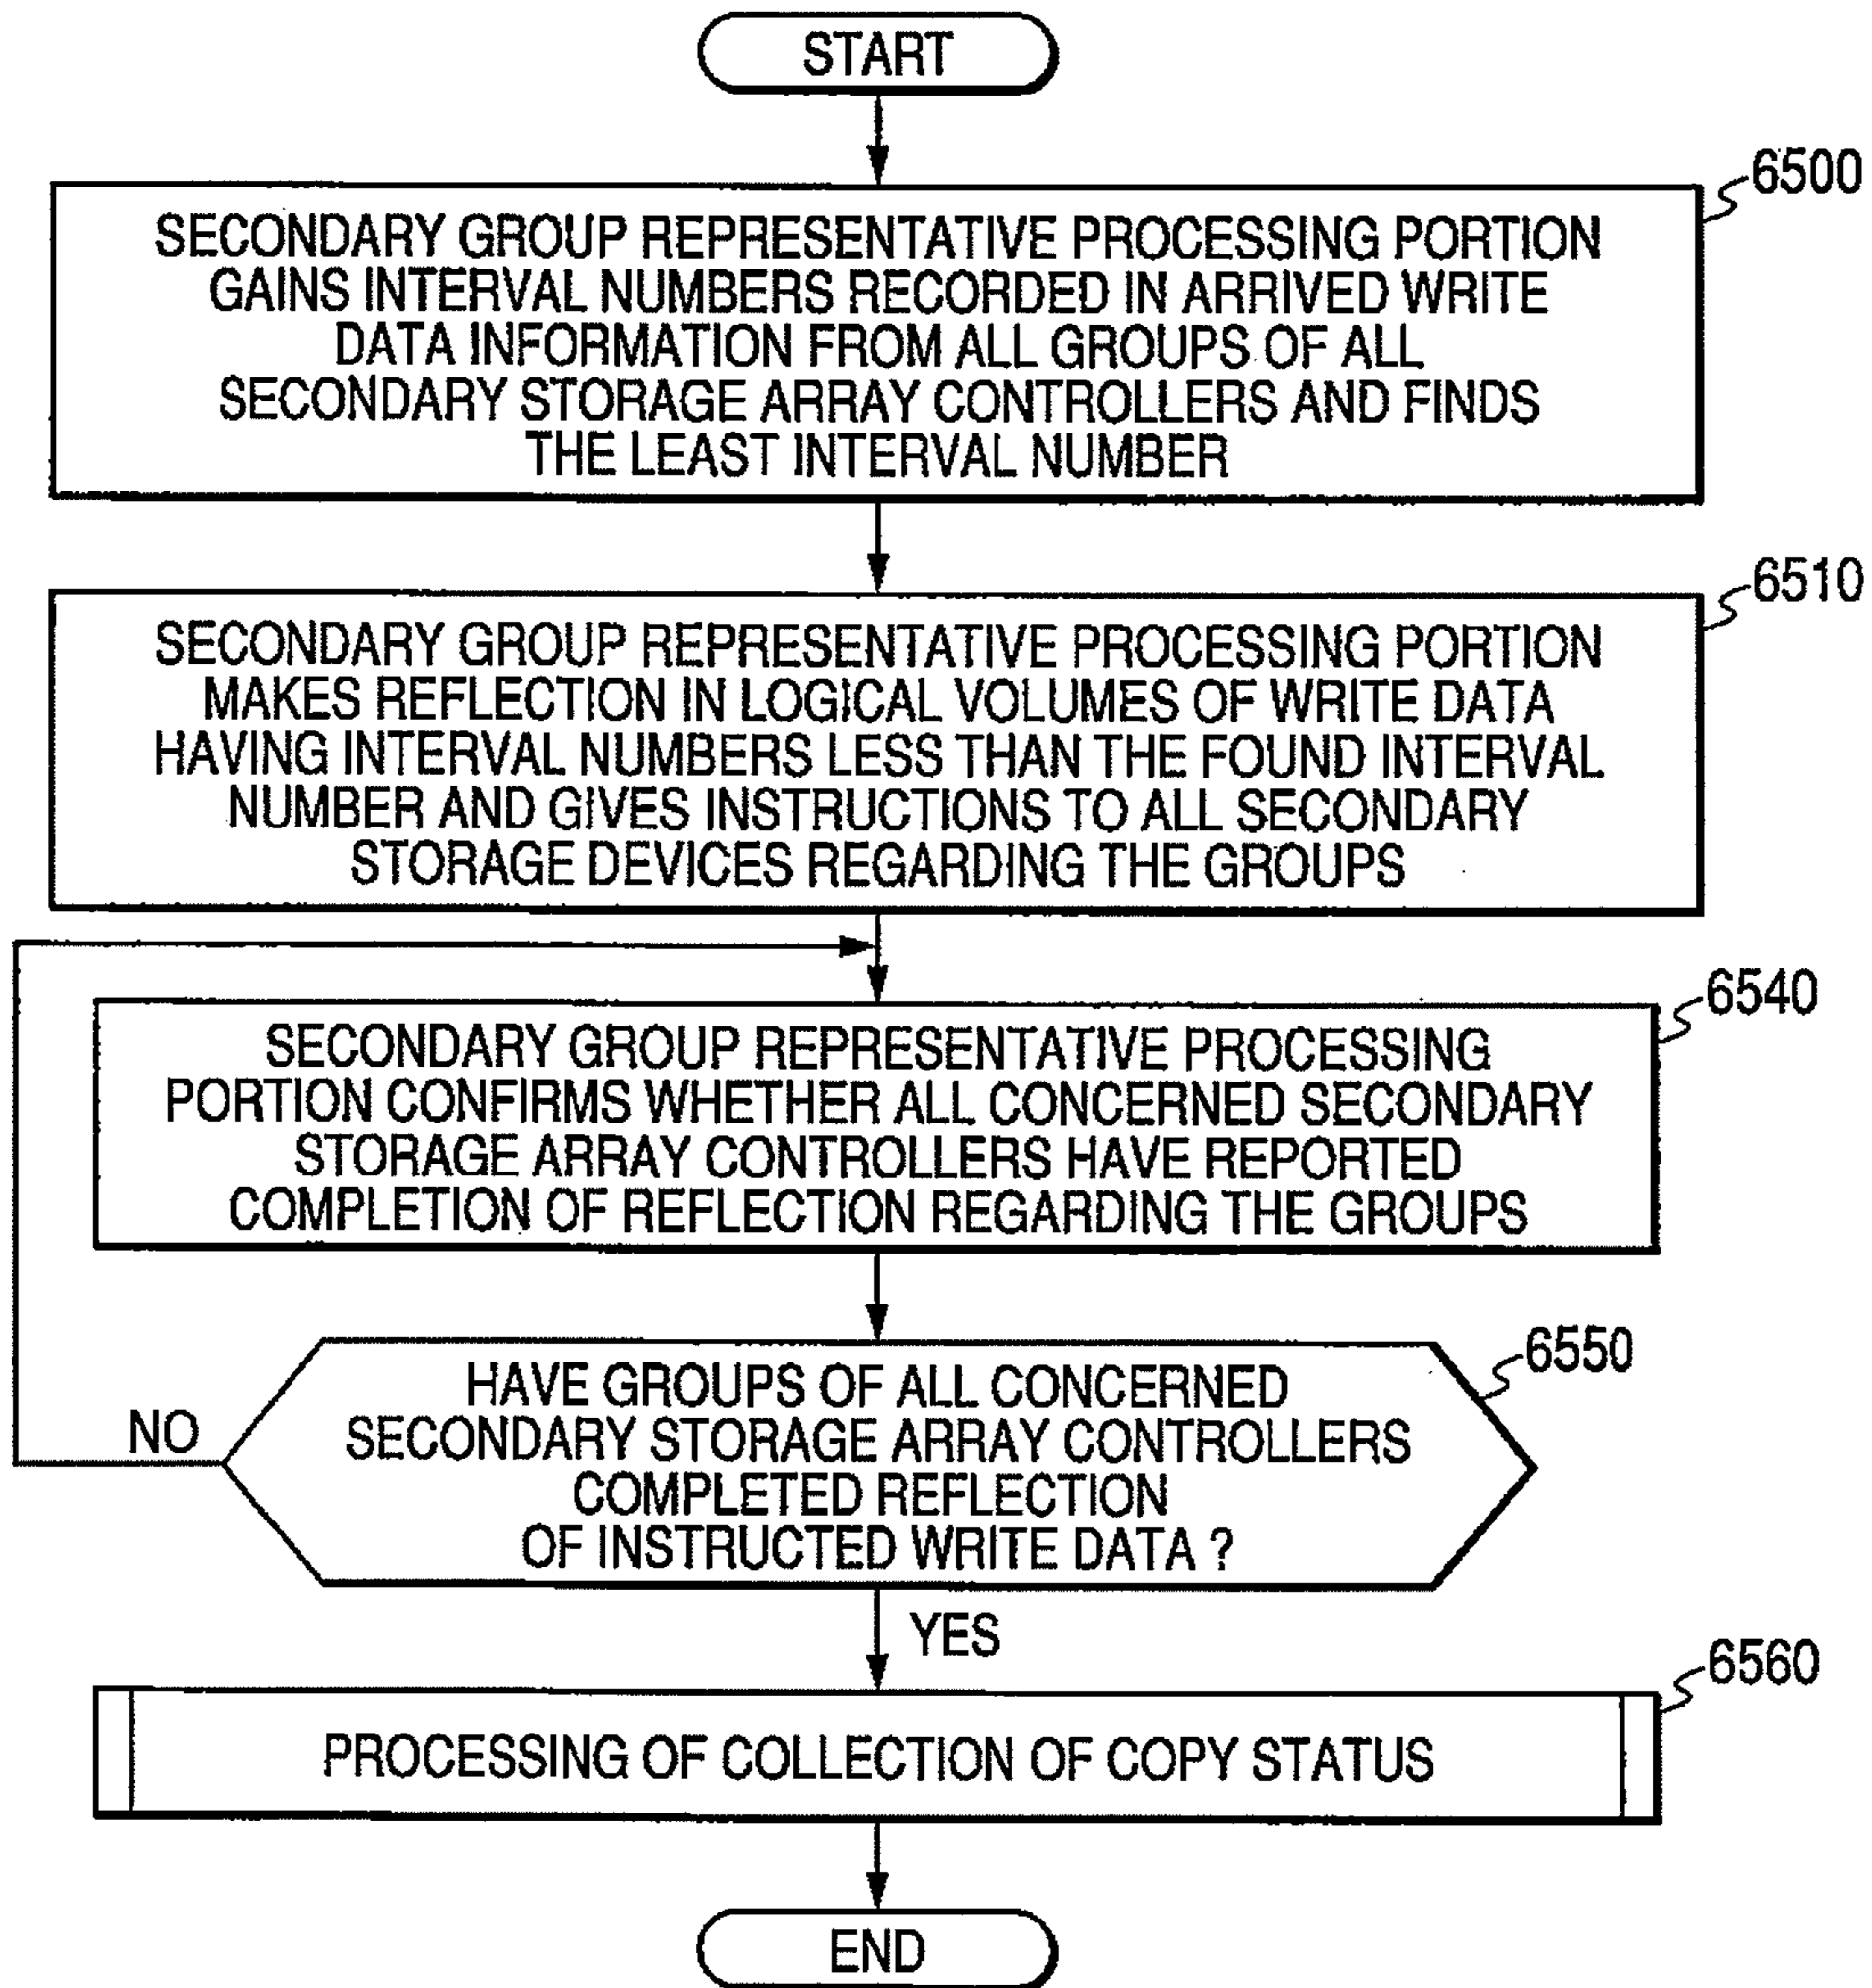 START
6500
SECONDARY GROUP REPRESENTATIVE PROCESSING PORTION
GAINS INTERVAL NUMBERS RECORDED IN ARRIVED WRITE
DATA INFORMATION FROM ALL GROUPS OF ALL
SECONDARY STORAGE ARRAY CONTROLLERS AND FINDS
THE LEAST INTERVAL NUMBER
6510
SECONDARY GROUP REPRESENTATIVE PROCESSING PORTION
MAKES REFLECTION IN LOGICAL VOLUMES OF WRITE DATA
HAVING INTERVAL NUMBERS LESS THAN THE FOUND INTERVAL
NUMBER AND GIVES INSTRUCTIONS TO ALL SECONDARY
STORAGE DEVICES REGARDING THE GROUPS
6540
SECONDARY GROUP REPRESENTATIVE PROCESSING
PORTION CONFIRMS WHETHER ALL CONCERNED SECONDARY
STORAGE ARRAY CONTROLLERS HAVE REPORTED
COMPLETION OF REFLECTION REGARDING THE GROUPS
6550
HAVE GROUPS OF ALL CONCERNED
SECONDARY STORAGE ARRAY CONTROLLERS
COMPLETED REFLECTION
OF INSTRUCTED WRITE DATA ?
NO
YES
6560
PROCESSING OF COLLECTION OF COPY STATUS
END